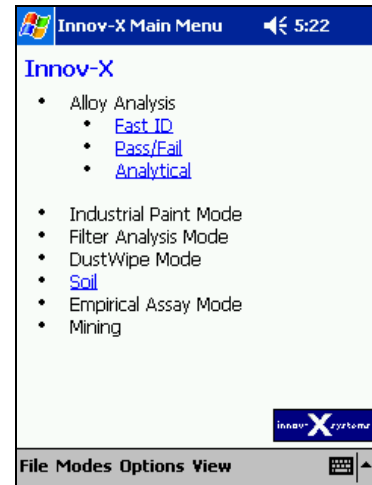 Innov-X Main Menu 5:22
Innov-X
• Alloy Analysis
• Fast ID
• Pass/Fail
• Analytical
• Industrial Paint Mode
• Filter Analysis Mode
• DustWipe Mode
• Soil
• Empirical Assay Mode
• Mining
innov-X systems
File Modes Options View